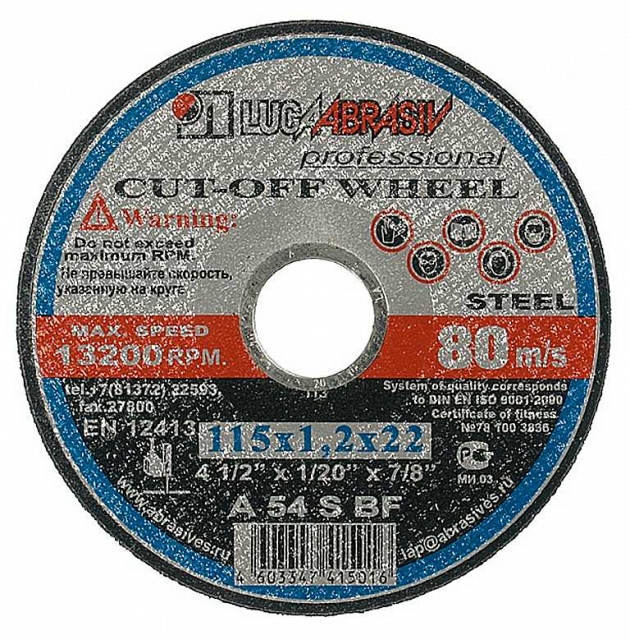 LUGAABRASIV
professional
CUT-OFF WHEEL
Warning:
Do not exceed
maximum RPM.
Не превышайте скорость,
указанную на круге
STEEL
MAX. SPEED
13200 RPM.
80 m/s
tel.+7(81372) 22593,
fax.27800
EN 12413
System of quality corresponds
to DIN EN ISO 9001-2000
Certificate of fitness
№78 100 3836
115x1,2x22
4 1/2" x 1/20" x 7/8"
A 54 S BF
МИ 03
www.abrasives.ru
lap@abrasives.ru
4 603347 415016